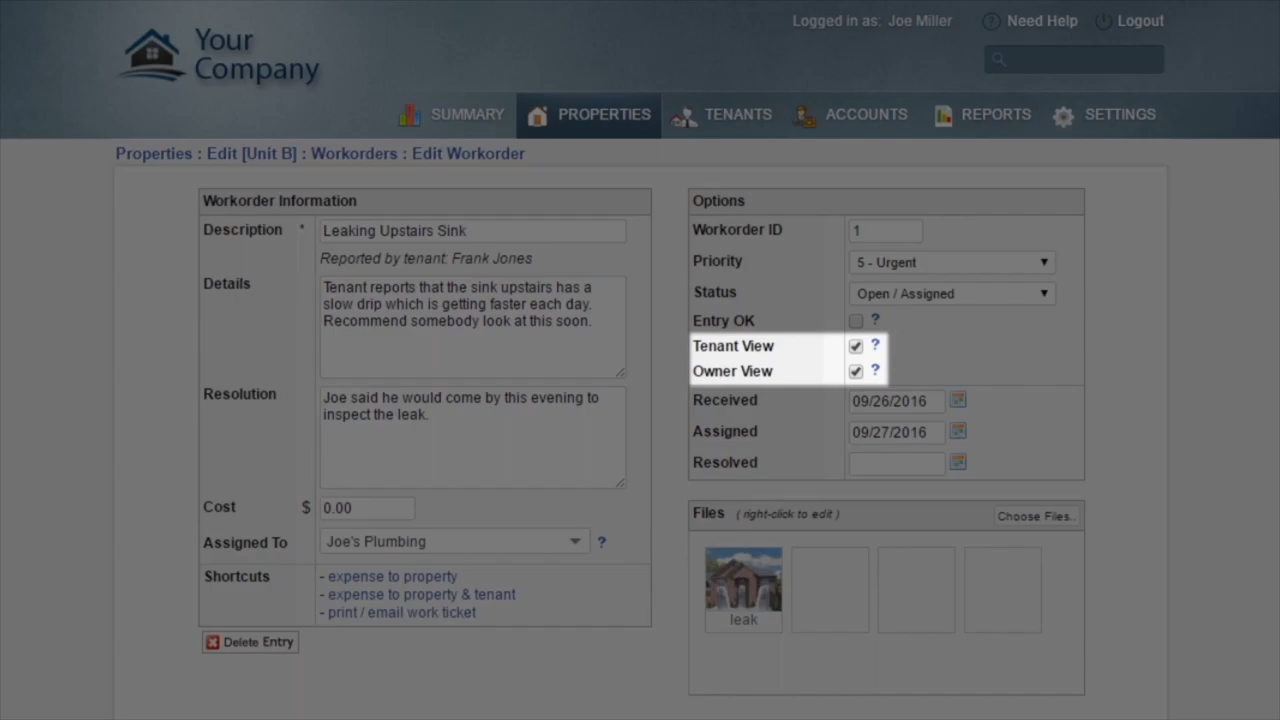 Your
Company
Logged in as: Joe Miller
Need Help
Logout
SUMMARY
PROPERTIES
TENANTS
ACCOUNTS
REPORTS
SETTINGS
Properties : Edit [Unit B] : Workorders : Edit Workorder
Workorder Information
Description * Leaking Upstairs Sink
Reported by tenant: Frank Jones
Details
Tenant reports that the sink upstairs has a
slow drip which is getting faster each day.
Recommend somebody look at this soon.
Resolution
Joe said he would come by this evening to
inspect the leak.
Cost $ 0.00
Assigned To Joe's Plumbing ?
Shortcuts
- expense to property
- expense to property & tenant
- print / email work ticket
Delete Entry
Options
Workorder ID 1
Priority 5 - Urgent
Status Open / Assigned
Entry OK ?
Tenant View ?
Owner View ?
Received 09/26/2016
Assigned 09/27/2016
Resolved
Files ( right-click to edit ) Choose Files..
leak